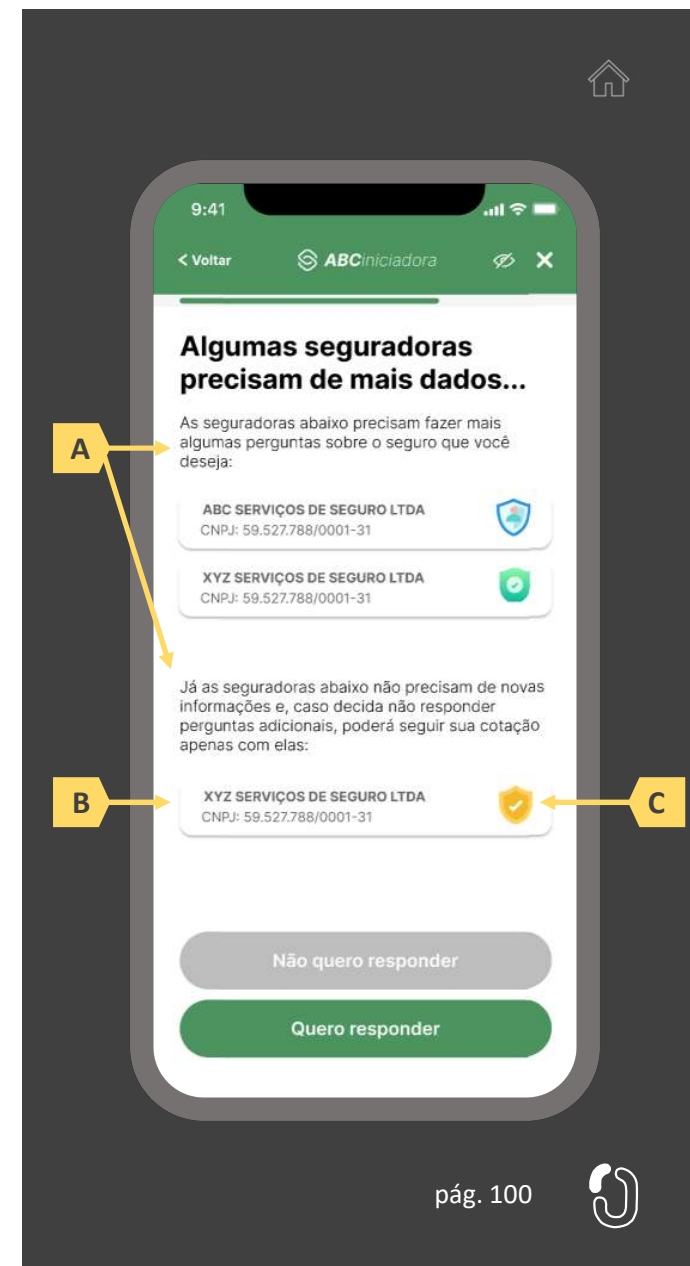 9:41
< Voltar ABCiniciadora
Algumas seguradoras
precisam de mais dados...
As seguradoras abaixo precisam fazer mais
algumas perguntas sobre o seguro que você
deseja:
A
ABC SERVIÇOS DE SEGURO LTDA
CNPJ: 59.527.788/0001-31
XYZ SERVIÇOS DE SEGURO LTDA
CNPJ: 59.527.788/0001-31
Já as seguradoras abaixo não precisam de novas
informações e, caso decida não responder
perguntas adicionais, poderá seguir sua cotação
apenas com elas:
B
XYZ SERVIÇOS DE SEGURO LTDA
CNPJ: 59.527.788/0001-31
C
Não quero responder
Quero responder
pág. 100